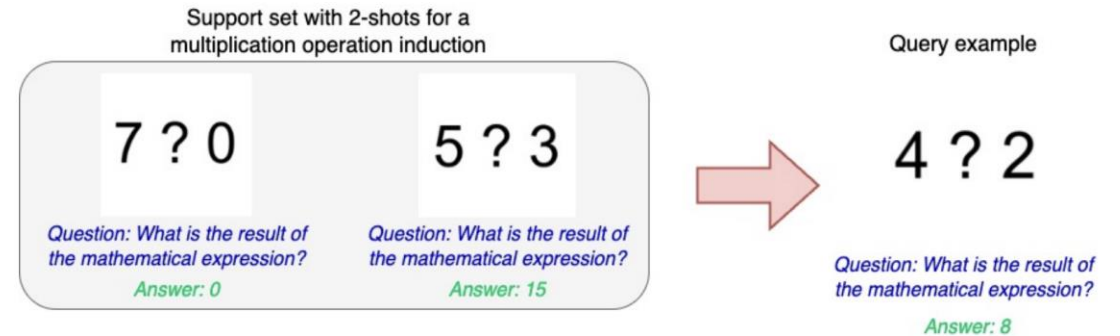 Support set with 2-shots for a
multiplication operation induction
7 ? 0
Question: What is the result of
the mathematical expression?
Answer: 0
5 ? 3
Question: What is the result of
the mathematical expression?
Answer: 15
Query example
4 ? 2
Question: What is the result of
the mathematical expression?
Answer: 8